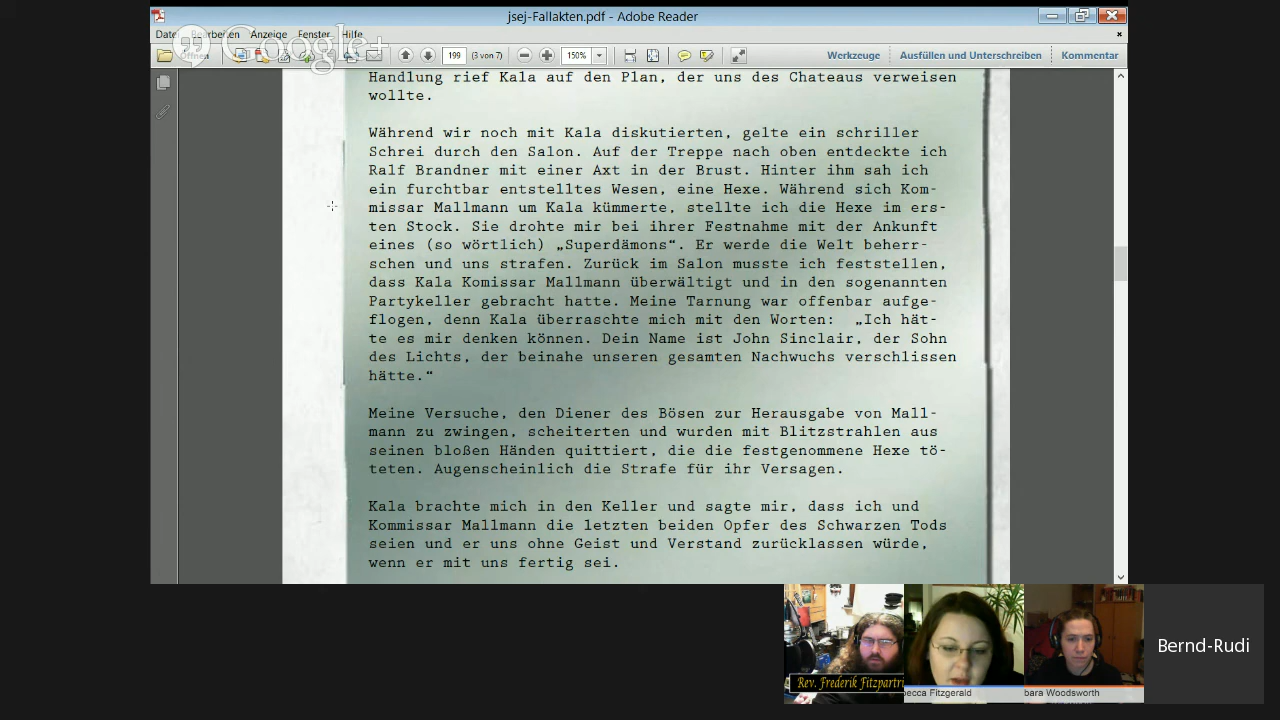 jsej-Fallakten.pdf - Adobe Reader
Google+
Datei Bearbeiten Anzeige Fenster Hilfe
Öffnen
199 (3 von 7)
150%
Werkzeuge
Ausfüllen und Unterschreiben
Kommentar
Handlung rief Kala auf den Plan, der uns des Chateaus verweisen
wollte.
Während wir noch mit Kala diskutierten, gelte ein schriller
Schrei durch den Salon. Auf der Treppe nach oben entdeckte ich
Ralf Brandner mit einer Axt in der Brust. Hinter ihm sah ich
ein furchtbar entstelltes Wesen, eine Hexe. Während sich Kom-
missar Mallmann um Kala kümmerte, stellte ich die Hexe im ers-
ten Stock. Sie drohte mir bei ihrer Festnahme mit der Ankunft
eines (so wörtlich) „Superdämons“. Er werde die Welt beherr-
schen und uns strafen. Zurück im Salon musste ich feststellen,
dass Kala Komissar Mallmann überwältigt und in den sogenannten
Partykeller gebracht hatte. Meine Tarnung war offenbar aufge-
flogen, denn Kala überraschte mich mit den Worten: „Ich hät-
te es mir denken können. Dein Name ist John Sinclair, der Sohn
des Lichts, der beinahe unseren gesamten Nachwuchs verschlissen
hätte.“
Meine Versuche, den Diener des Bösen zur Herausgabe von Mall-
mann zu zwingen, scheiterten und wurden mit Blitzstrahlen aus
seinen bloßen Händen quittiert, die die festgenommene Hexe tö-
teten. Augenscheinlich die Strafe für ihr Versagen.
Kala brachte mich in den Keller und sagte mir, dass ich und
Kommissar Mallmann die letzten beiden Opfer des Schwarzen Tods
seien und er uns ohne Geist und Verstand zurücklassen würde,
wenn er mit uns fertig sei.
Rev. Frederik Fitzpartri
ecca Fitzgerald
bara Woodsworth
Bernd-Rudi